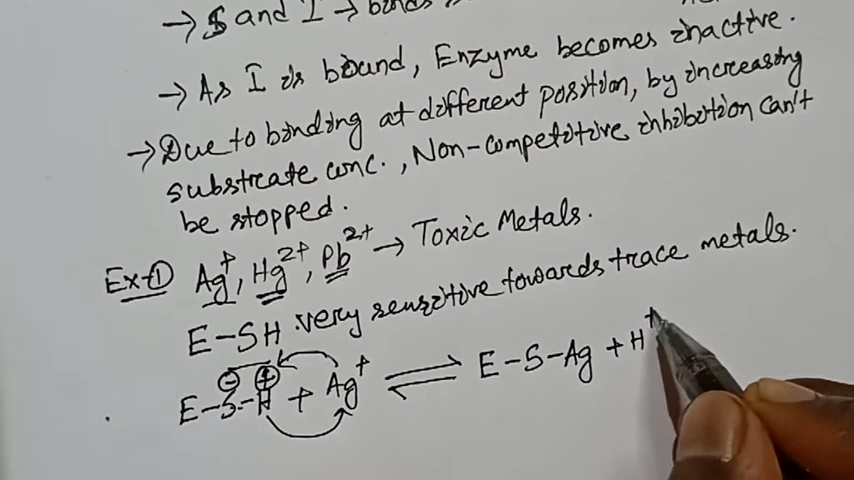 → S and I → binds
→ As I is bound, Enzyme becomes inactive.
→ Due to binding at different position, by increasing
substrate conc., Non-competitive inhibition can't
be stopped.
Ex-① Ag⁺, Hg²⁺, Pb²⁺ → Toxic Metals.
E-SH. very sensitive towards trace metals.
E-S-H + Ag⁺ ⇌ E-S-Ag + H⁺